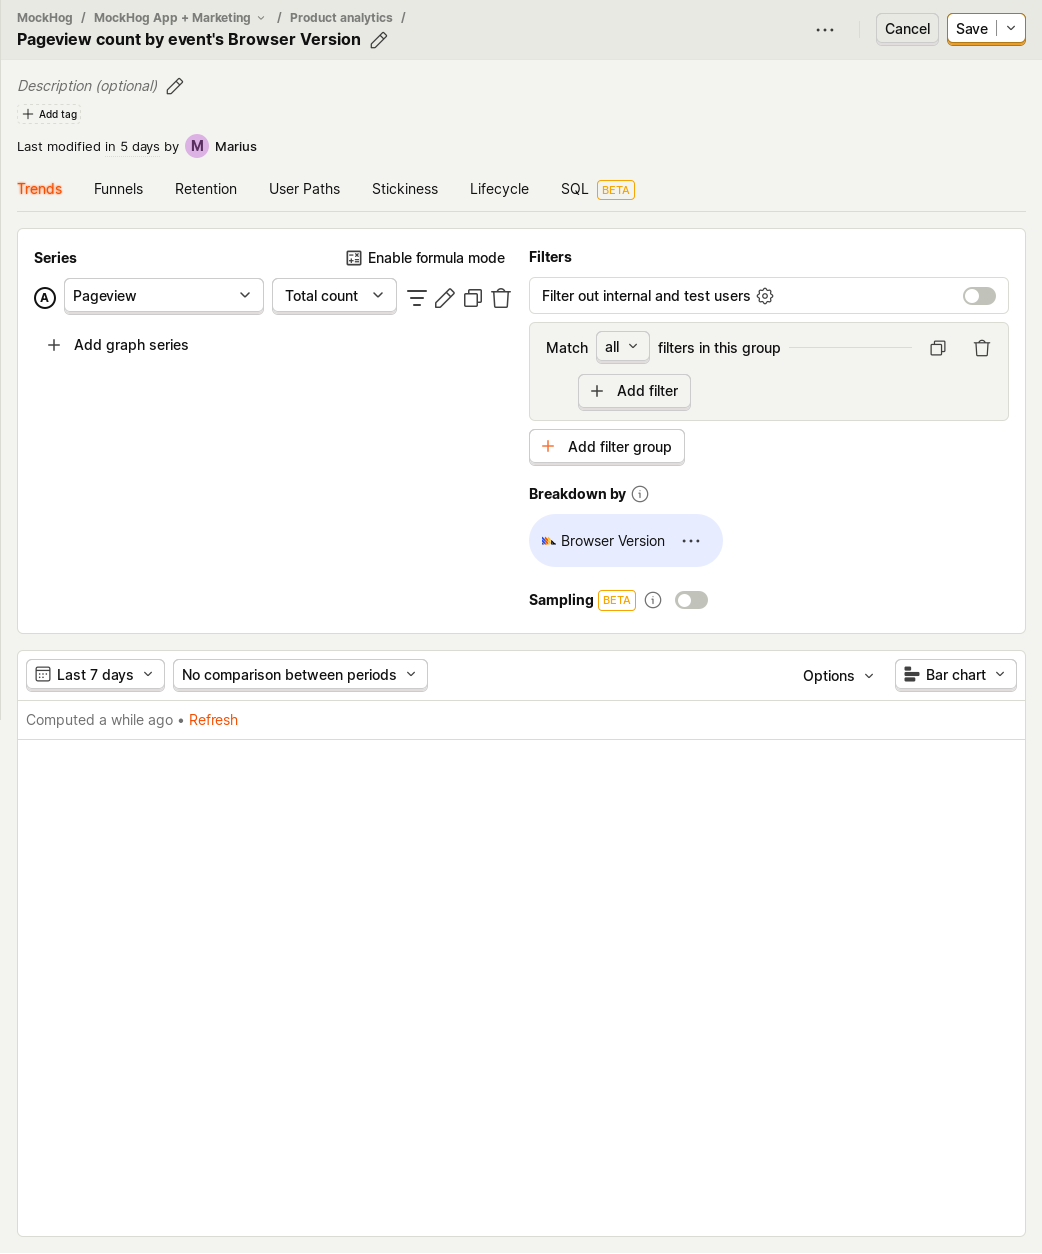 MockHog / MockHog App + Marketing / Product analytics /
Pageview count by event's Browser Version
Cancel
Save
Description (optional)
Add tag
Last modified in 5 days by M Marius
Trends Funnels Retention User Paths Stickiness Lifecycle SQL BETA
Series
Enable formula mode
A Pageview Total count
Add graph series
Filters
Filter out internal and test users
Match all filters in this group
Add filter
Add filter group
Breakdown by
Browser Version
Sampling BETA
Last 7 days No comparison between periods Options Bar chart
Computed a while ago • Refresh